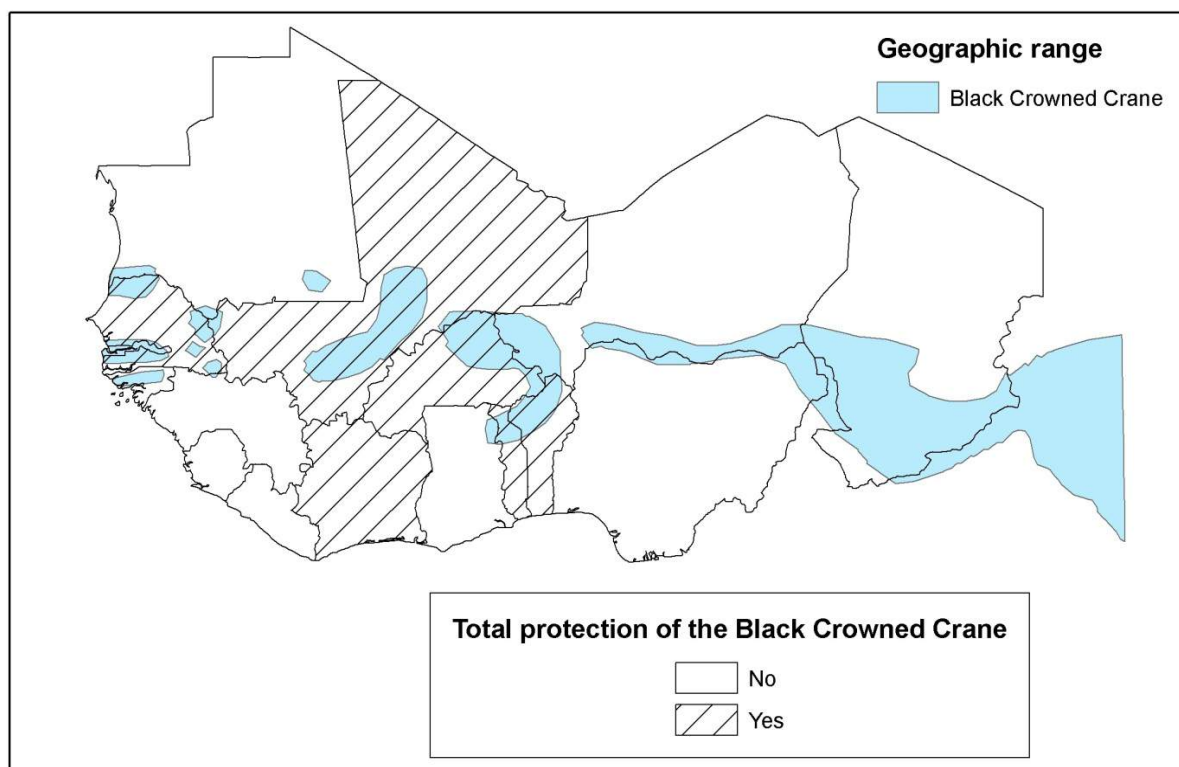 Geographic range
Black Crowned Crane
Total protection of the Black Crowned Crane
No
Yes